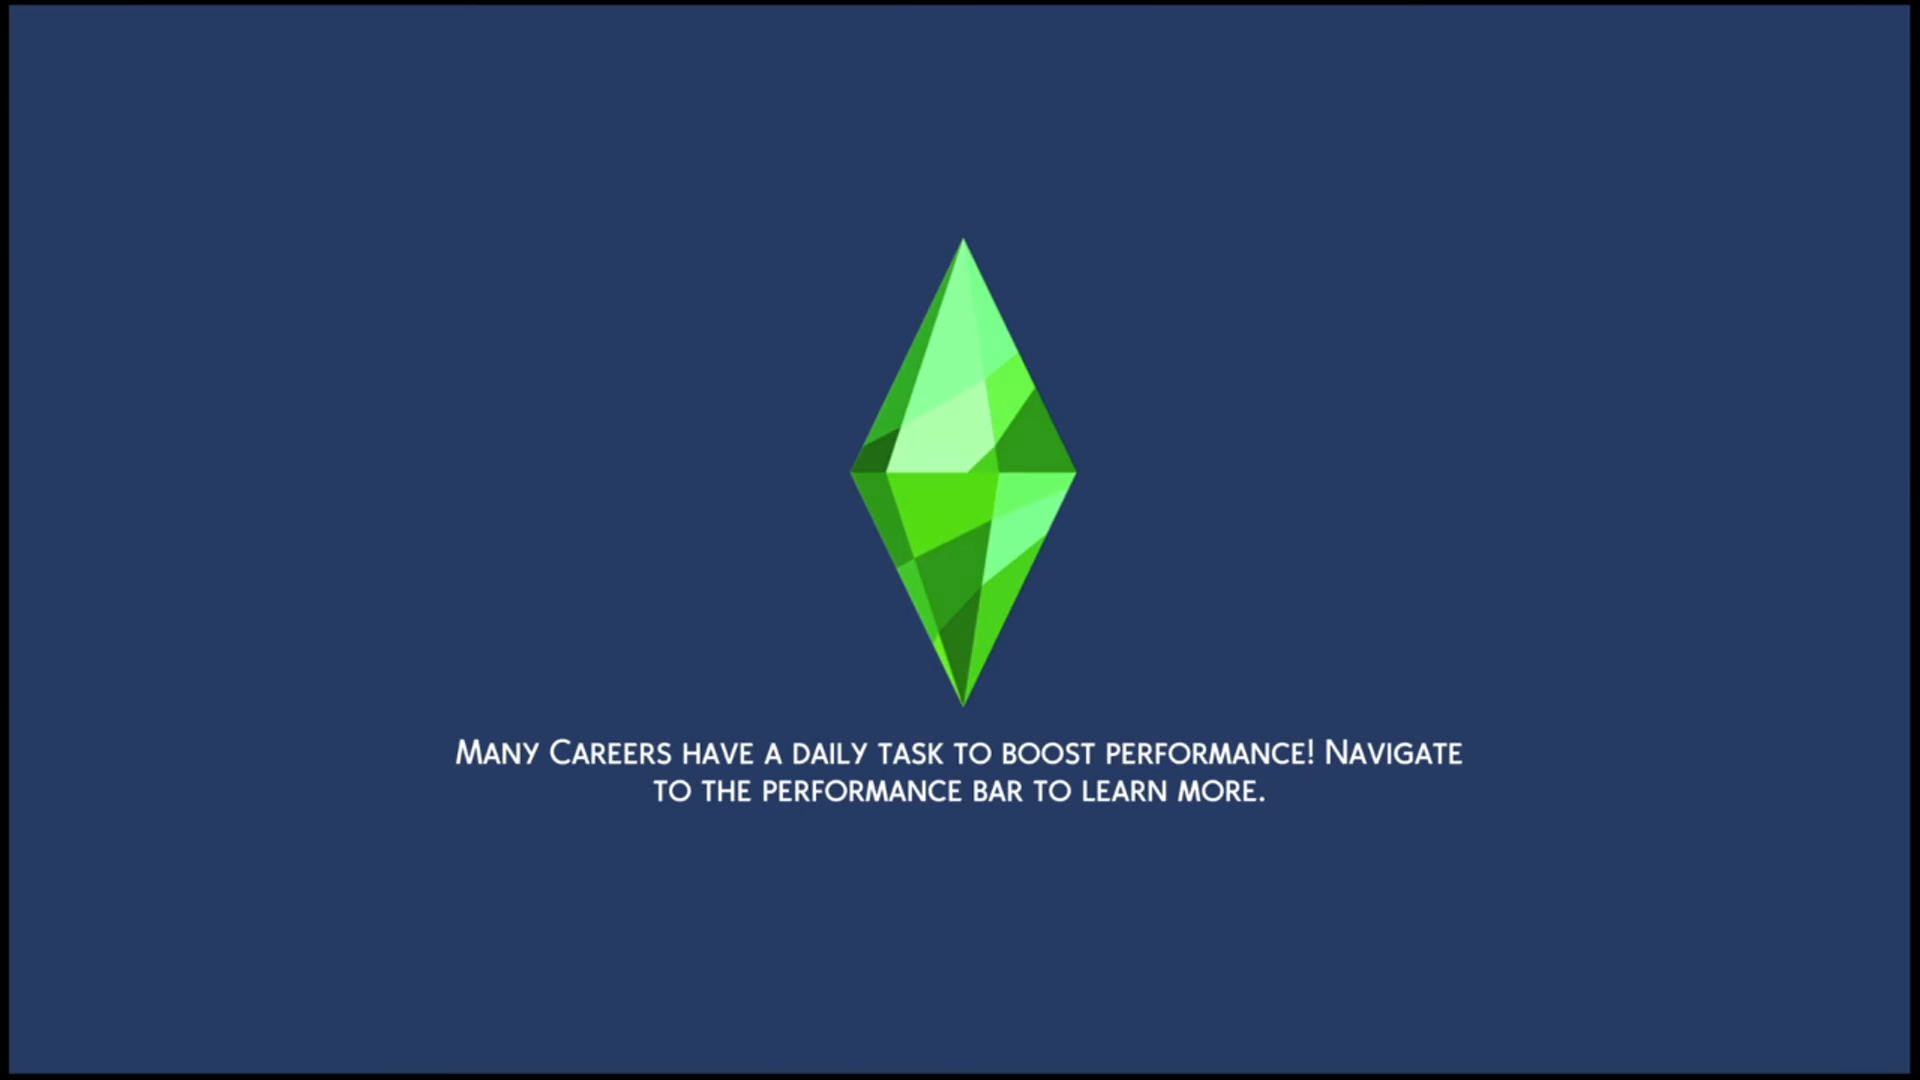 Many Careers have a daily task to boost performance! Navigate
to the performance bar to learn more.